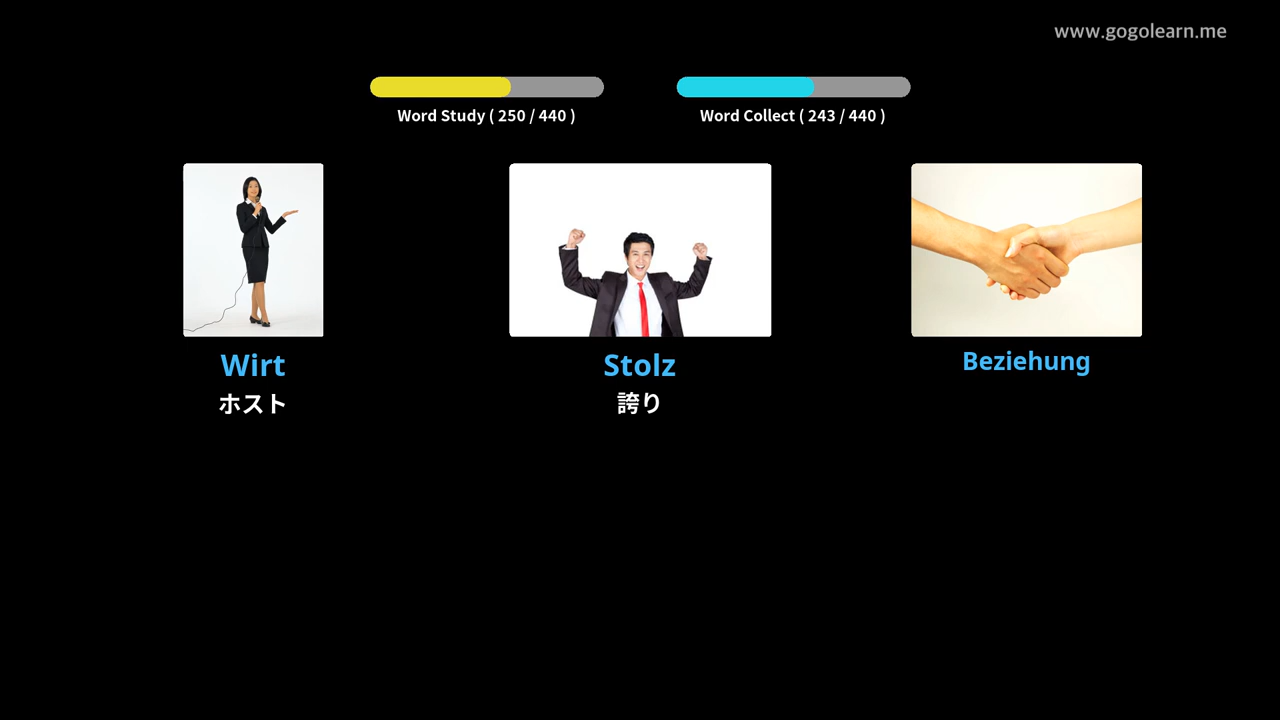 www.gogolearn.me
Word Study ( 250 / 440 )
Word Collect ( 243 / 440 )
Wirt
ホスト
Stolz
誇り
Beziehung